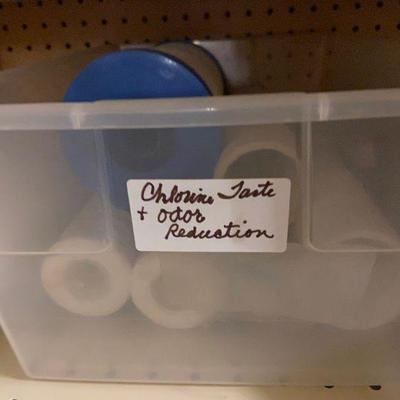 Chlorine Taste
+ odor
Reduction